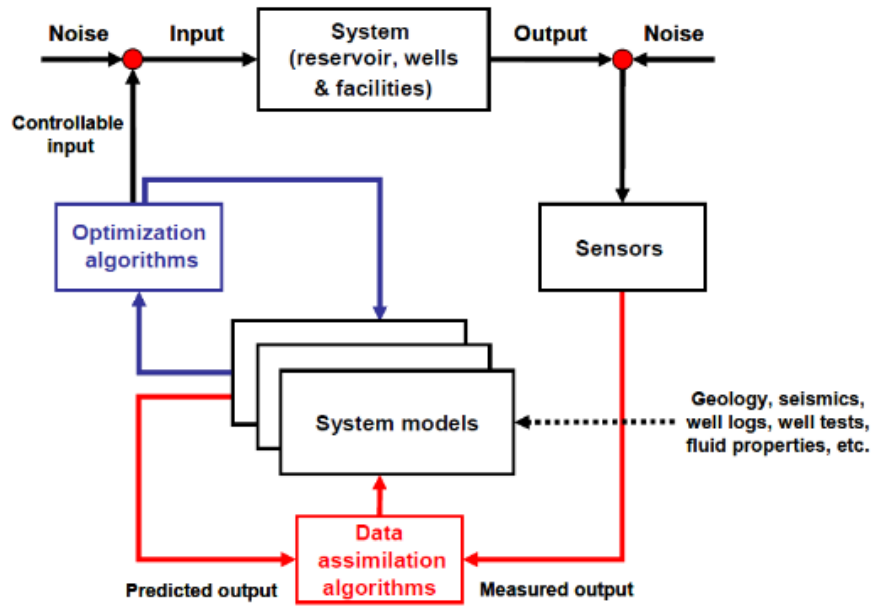 Noise
Input
System
(reservoir, wells
& facilities)
Output
Noise
Controllable
input
Optimization
algorithms
Sensors
System models
Geology, seismics,
well logs, well tests,
fluid properties, etc.
Data
assimilation
algorithms
Predicted output
Measured output